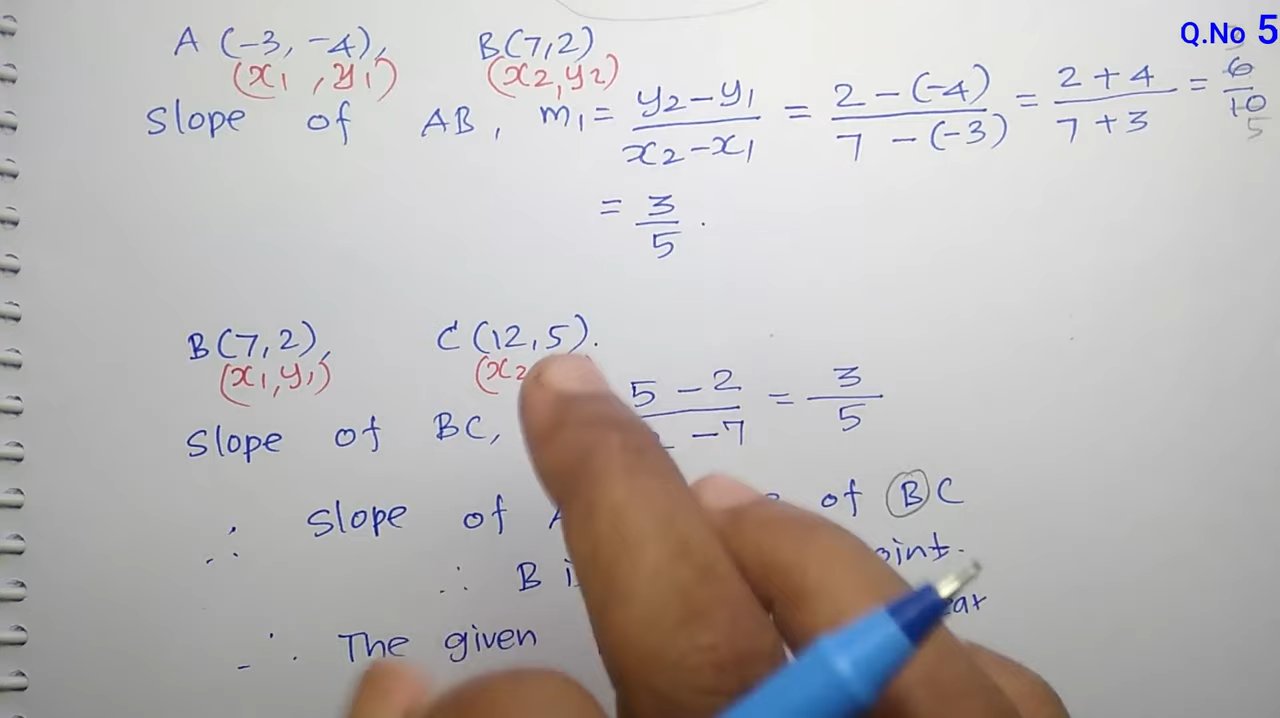 Q.No 5
A (-3, -4), B(7,2)
(x1 , y1) (x2, y2)
Slope of AB, m1 = y2-y1 / x2-x1 = 2-(-4) / 7-(-3) = 2+4 / 7+3 = 6/10
= 3/5.
B(7,2), C(12,5).
(x1, y1) (x2
Slope of BC, 5-2 / -7 = 3/5
∴ Slope of of BC
∴ B
∴ The given